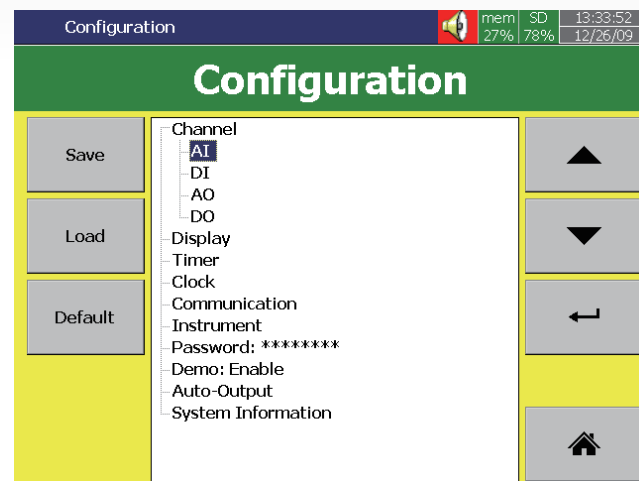 Configuration
mem SD 13:33:52
27% 78% 12/26/09
Configuration
Save
Load
Default
Channel
AI
DI
AO
DO
Display
Timer
Clock
Communication
Instrument
Password: ********
Demo: Enable
Auto-Output
System Information